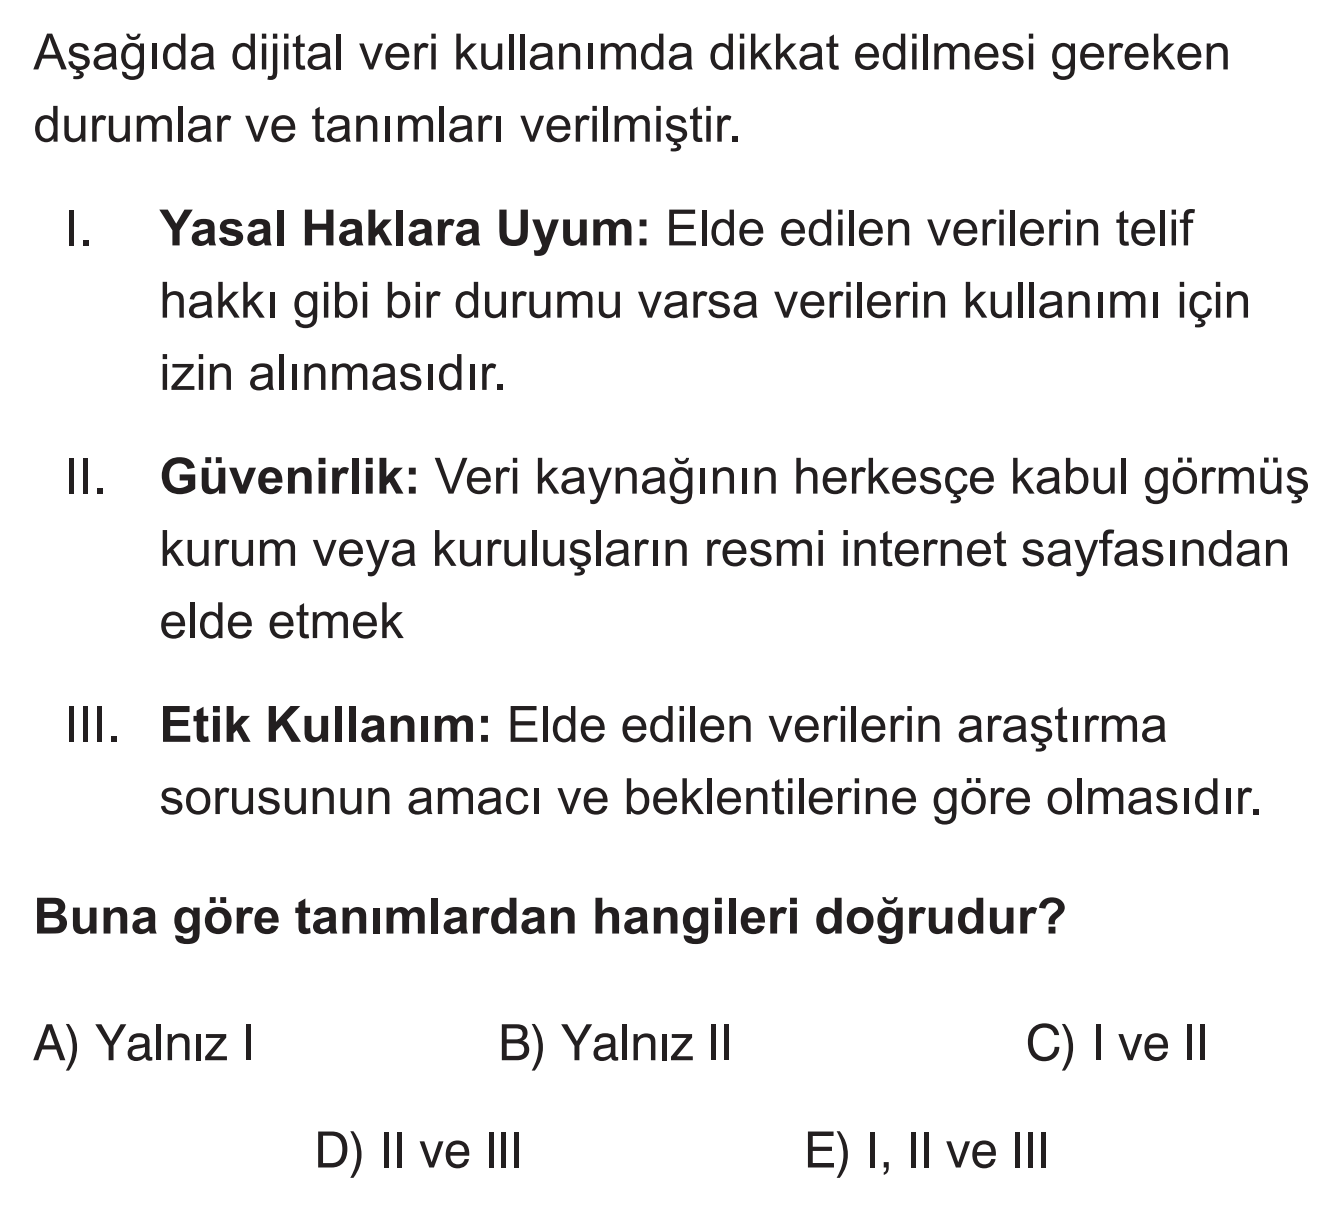 Aşağıda dijital veri kullanımda dikkat edilmesi gereken
durumlar ve tanımları verilmiştir.
I. Yasal Haklara Uyum: Elde edilen verilerin telif
hakkı gibi bir durumu varsa verilerin kullanımı için
izin alınmasıdır.
II. Güvenirlik: Veri kaynağının herkesçe kabul görmüş
kurum veya kuruluşların resmi internet sayfasından
elde etmek
III. Etik Kullanım: Elde edilen verilerin araştırma
sorusunun amacı ve beklentilerine göre olmasıdır.
Buna göre tanımlardan hangileri doğrudur?
A) Yalnız I B) Yalnız II C) I ve II
D) II ve III E) I, II ve III